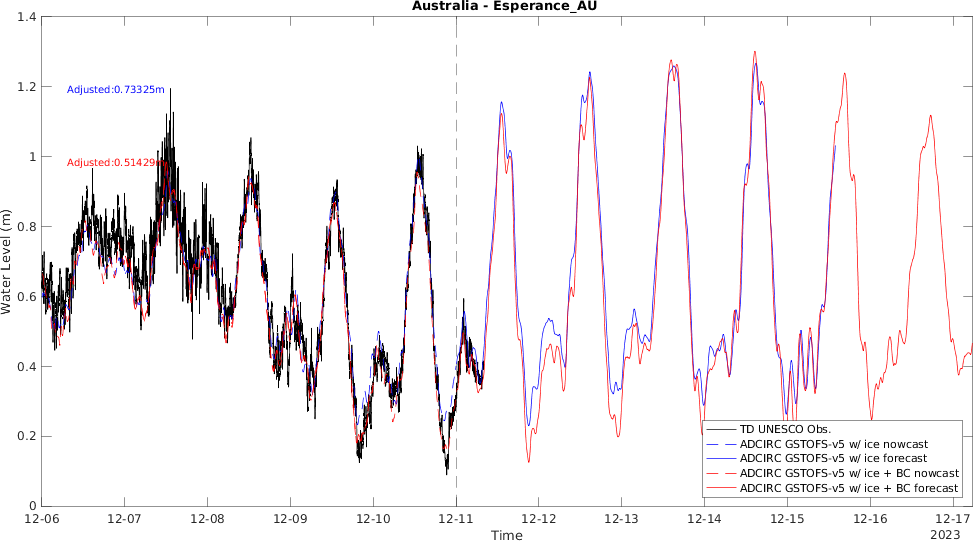 Australia - Esperance_AU
1.4
1.2
1
0.8
0.6
0.4
0.2
0
Water Level (m)
Adjusted:0.73325m
Adjusted:0.51429m
TD UNESCO Obs.
ADCIRC GSTOFS-v5 w/ ice nowcast
ADCIRC GSTOFS-v5 w/ ice forecast
ADCIRC GSTOFS-v5 w/ ice + BC nowcast
ADCIRC GSTOFS-v5 w/ ice + BC forecast
12-06 12-07 12-08 12-09 12-10 12-11 12-12 12-13 12-14 12-15 12-16 12-17
2023
Time